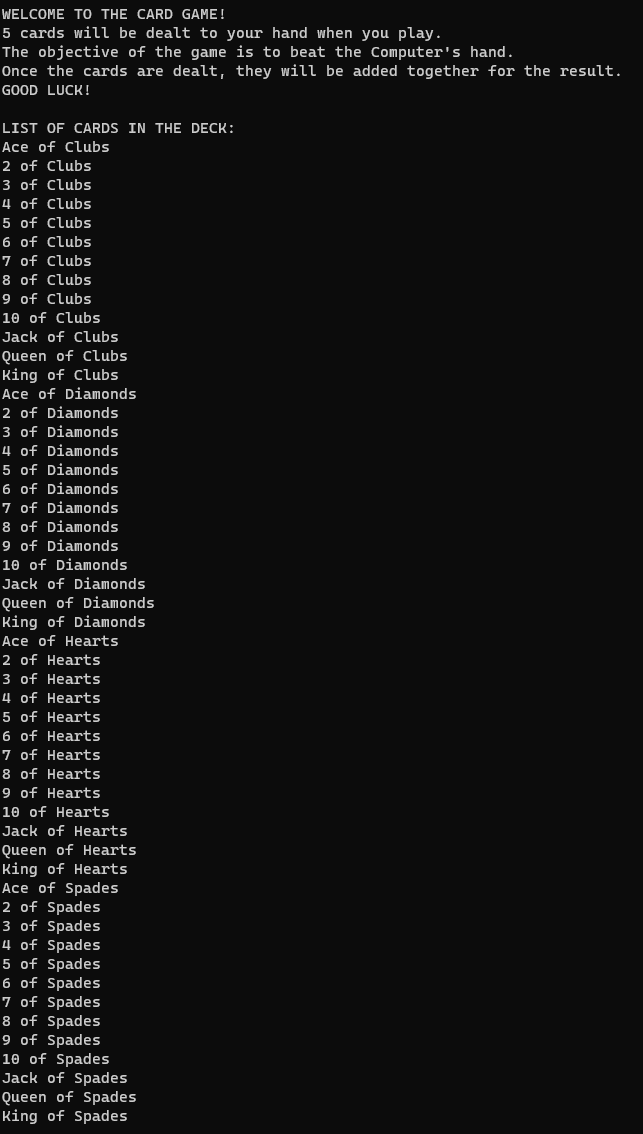 WELCOME TO THE CARD GAME!
5 cards will be dealt to your hand when you play.
The objective of the game is to beat the Computer's hand.
Once the cards are dealt, they will be added together for the result.
GOOD LUCK!

LIST OF CARDS IN THE DECK:
Ace of Clubs
2 of Clubs
3 of Clubs
4 of Clubs
5 of Clubs
6 of Clubs
7 of Clubs
8 of Clubs
9 of Clubs
10 of Clubs
Jack of Clubs
Queen of Clubs
King of Clubs
Ace of Diamonds
2 of Diamonds
3 of Diamonds
4 of Diamonds
5 of Diamonds
6 of Diamonds
7 of Diamonds
8 of Diamonds
9 of Diamonds
10 of Diamonds
Jack of Diamonds
Queen of Diamonds
King of Diamonds
Ace of Hearts
2 of Hearts
3 of Hearts
4 of Hearts
5 of Hearts
6 of Hearts
7 of Hearts
8 of Hearts
9 of Hearts
10 of Hearts
Jack of Hearts
Queen of Hearts
King of Hearts
Ace of Spades
2 of Spades
3 of Spades
4 of Spades
5 of Spades
6 of Spades
7 of Spades
8 of Spades
9 of Spades
10 of Spades
Jack of Spades
Queen of Spades
King of Spades